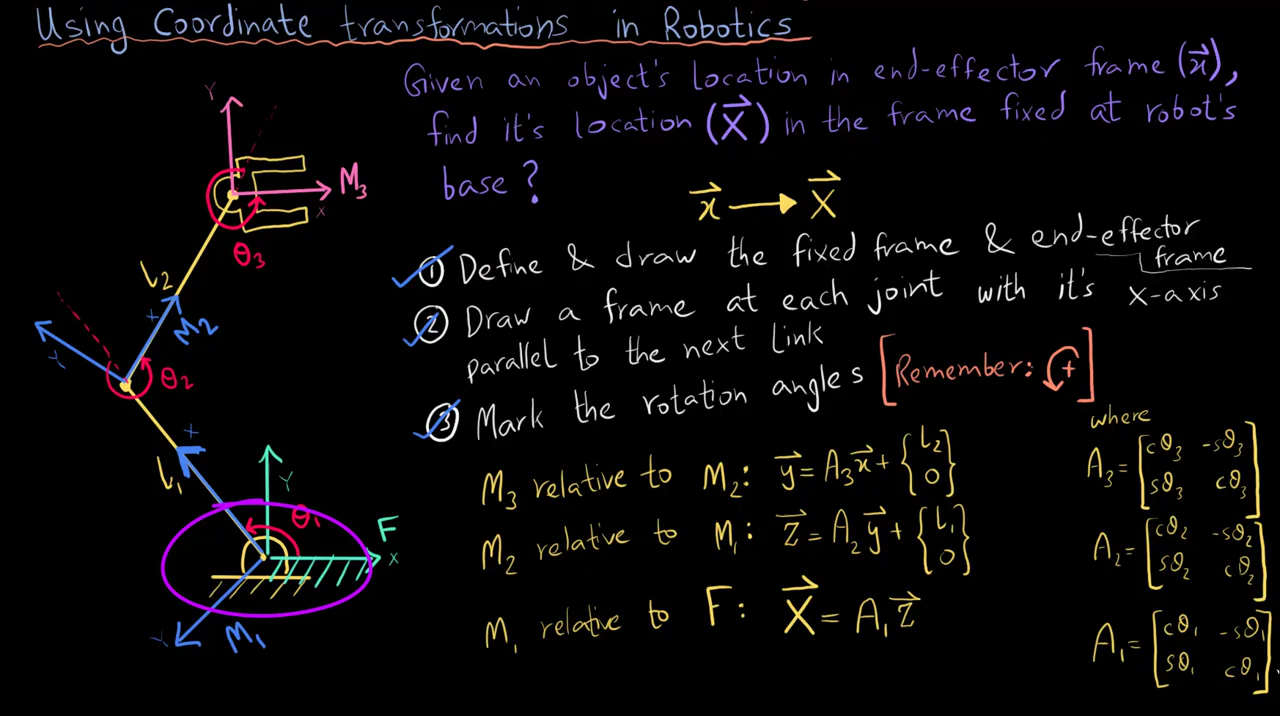 Using Coordinate transformations in Robotics
Given an object's location in end-effector frame (x⃗),
find it's location (X⃗) in the frame fixed at robot's
base ?
x⃗ → X⃗
① Define & draw the fixed frame & end-effector
frame
② Draw a frame at each joint with it's x-axis
parallel to the next link
③ Mark the rotation angles [Remember: +]
M₃ relative to M₂: y⃗ = A₃x⃗ + {L₂ 0}
M₂ relative to M₁: z⃗ = A₂y⃗ + {L₁ 0}
M₁ relative to F: X⃗ = A₁z⃗
where
A₃ = [cθ₃ -sθ₃
sθ₃ cθ₃]
A₂ = [cθ₂ -sθ₂
sθ₂ cθ₂]
A₁ = [cθ₁ -sθ₁
sθ₁ cθ₁]
Y
M₃
x
θ₃
L₂
x
M₂
Y
θ₂
x
L₁
Y
θ₁
F
x
Y
M₁